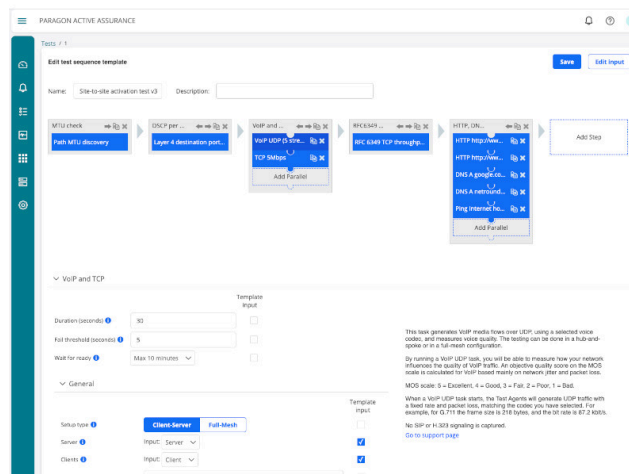 PARAGON ACTIVE ASSURANCE
Tests / 1
Edit test sequence template
Save
Edit input
Name:
Site-to-site activation test v3
Description:
MTU check
DSCP per ...
VoIP and ...
RFC6349 ...
HTTP, DN...
Path MTU discovery
Layer 4 destination port...
VoIP UDP (5 stre...
RFC 6349 TCP throughp...
HTTP http://ww...
Add Step
TCP 5Mbps
HTTP http://ww...
Add Parallel
DNS A google.co...
DNS A netround...
Ping Internet ho...
Add Parallel
VoIP and TCP
Template
input
Duration (seconds)
30
Fail threshold (seconds)
5
Wait for ready
Max 10 minutes
General
Template
input
Setup type
Client-Server
Full-Mesh
Server
Input: Server
Clients
Input: Client
This task generates VoIP media flows over UDP, using a selected voice
codec, and measures voice quality. The testing can be done in a hub-and-
spoke or in a full-mesh configuration.
By running a VoIP UDP task, you will be able to measure how your network
influences the quality of VoIP traffic. An objective quality score on the MOS
scale is calculated for VoIP based mainly on network jitter and packet loss.
MOS scale: 5 = Excellent, 4 = Good, 3 = Fair, 2 = Poor, 1 = Bad.
When a VoIP UDP task starts, the Test Agents will generate UDP traffic with
a fixed rate and packet loss, matching the codec you have selected. For
example, for G.711 the frame size is 218 bytes, and the bit rate is 87.2 kbit/s.
No SIP or H.323 signaling is captured.
Go to support page